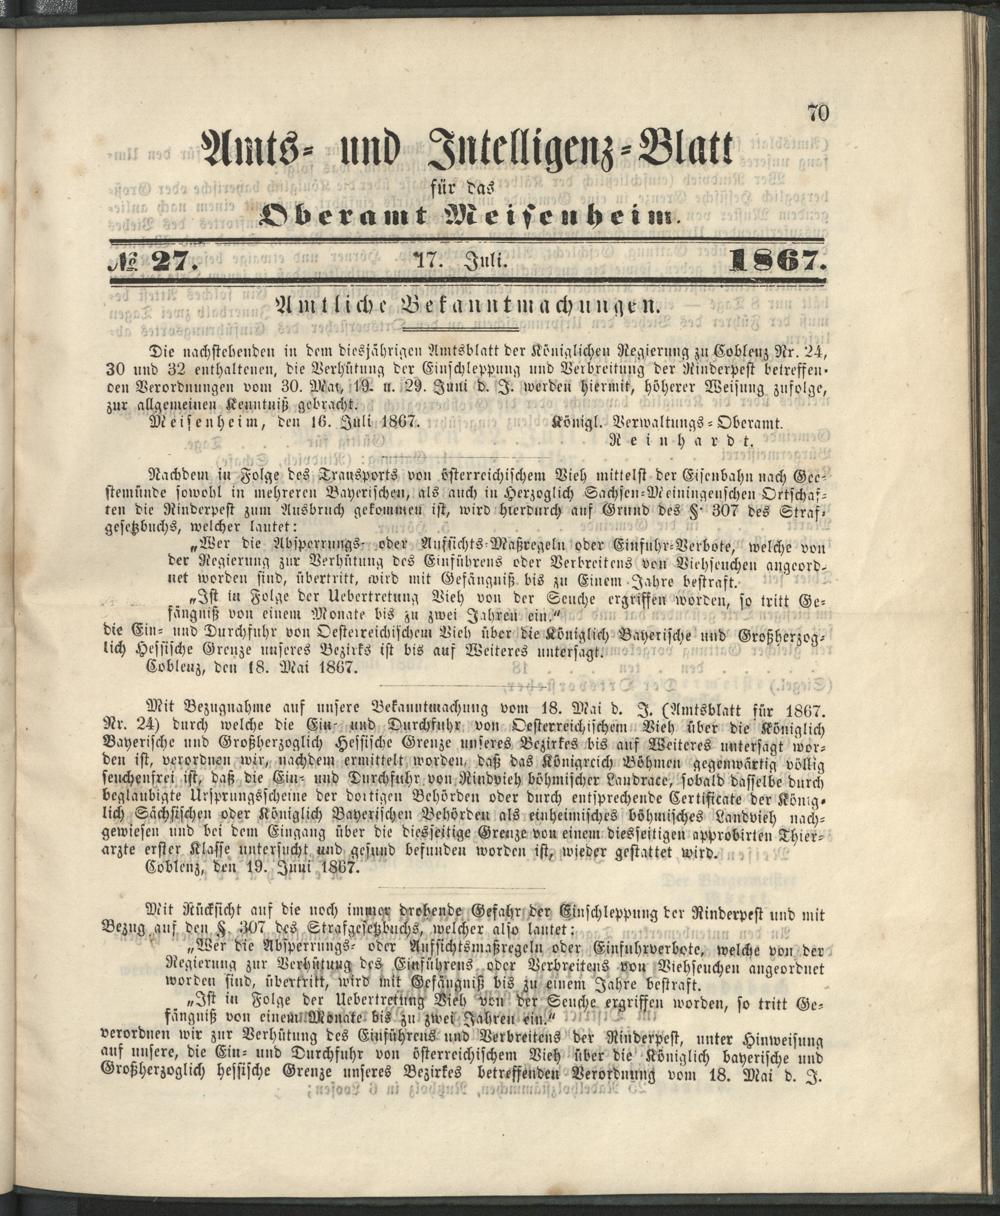 70
Amts- und Intelligenz-Blatt
für das
Oberamt Meisenheim.
№ 27. 17. Juli. 1867.
Amtliche Bekanntmachungen.
Die nachstehenden in dem diesjährigen Amtsblatt der Königlichen Regierung zu Coblenz Nr. 24,
30 und 32 enthaltenen, die Verhütung der Einschleppung und Verbreitung der Rinderpest betreffen-
den Verordnungen vom 30. Mai, 19. u. 29. Juni d. J. werden hiermit, höherer Weisung zufolge,
zur allgemeinen Kenntniß gebracht.
Meisenheim, den 16. Juli 1867. Königl. Verwaltungs-Oberamt.
Reinhardt.
Nachdem in Folge des Transports von österreichischem Vieh mittelst der Eisenbahn nach Gee-
stemünde sowohl in mehreren Bayerischen, als auch in Herzoglich Sachsen-Meiningenschen Ortschaf-
ten die Rinderpest zum Ausbruch gekommen ist, wird hierdurch auf Grund des § 307 des Straf-
gesetzbuchs, welcher lautet:
„Wer die Absperrungs- oder Aufsichts-Maßregeln oder Einfuhr-Verbote, welche von
der Regierung zur Verhütung des Einführens oder Verbreitens von Viehseuchen angeord-
net worden sind, übertritt, wird mit Gefängniß bis zu Einem Jahre bestraft.
„Ist in Folge der Uebertretung Vieh von der Seuche ergriffen worden, so tritt Ge-
fängniß von einem Monate bis zu zwei Jahren ein.“
die Ein- und Durchfuhr von Oesterreichischem Vieh über die Königlich Bayerische und Großherzog-
lich Hessische Grenze unseres Bezirks ist bis auf Weiteres untersagt.
Coblenz, den 18. Mai 1867.
Mit Bezugnahme auf unsere Bekanntmachung vom 18. Mai d. J. (Amtsblatt für 1867.
Nr. 24) durch welche die Ein- und Durchfuhr von Oesterreichischem Vieh über die Königlich
Bayerische und Großherzoglich Hessische Grenze unseres Bezirkes bis auf Weiteres untersagt wor-
den ist, verordnen wir, nachdem ermittelt worden, daß das Königreich Böhmen gegenwärtig völlig
seuchenfrei ist, daß die Ein- und Durchfuhr von Rindvieh böhmischer Landrace, sobald dasselbe durch
beglaubigte Ursprungsscheine der dortigen Behörden oder durch entsprechende Certificate der König-
lich Sächsischen oder Königlich Bayerischen Behörden als einheimisches böhmisches Landvieh nach-
gewiesen und bei dem Eingang über die diesseitige Grenze von einem diesseitigen approbirten Thier-
arzte erster Klasse untersucht und gesund befunden worden ist, wieder gestattet wird.
Coblenz, den 19. Juni 1867.
Mit Rücksicht auf die noch immer drohende Gefahr der Einschleppung der Rinderpest und mit
Bezug auf den §. 307 des Strafgesetzbuchs, welcher also lautet:
„Wer die Absperrungs- oder Aufsichtsmaßregeln oder Einfuhrverbote, welche von der
Regierung zur Verhütung des Einführens oder Verbreitens von Viehseuchen angeordnet
worden sind, übertritt, wird mit Gefängniß bis zu einem Jahre bestraft.
„Ist in Folge der Uebertretung Vieh von der Seuche ergriffen worden, so tritt Ge-
fängniß von einem Monate bis zu zwei Jahren ein.“
verordnen wir zur Verhütung des Einführens und Verbreitens der Rinderpest, unter Hinweisung
auf unsere, die Ein- und Durchfuhr von österreichischem Vieh über die Königlich bayerische und
Großherzoglich hessische Grenze unseres Bezirkes betreffenden Verordnung vom 18. Mai d. J.